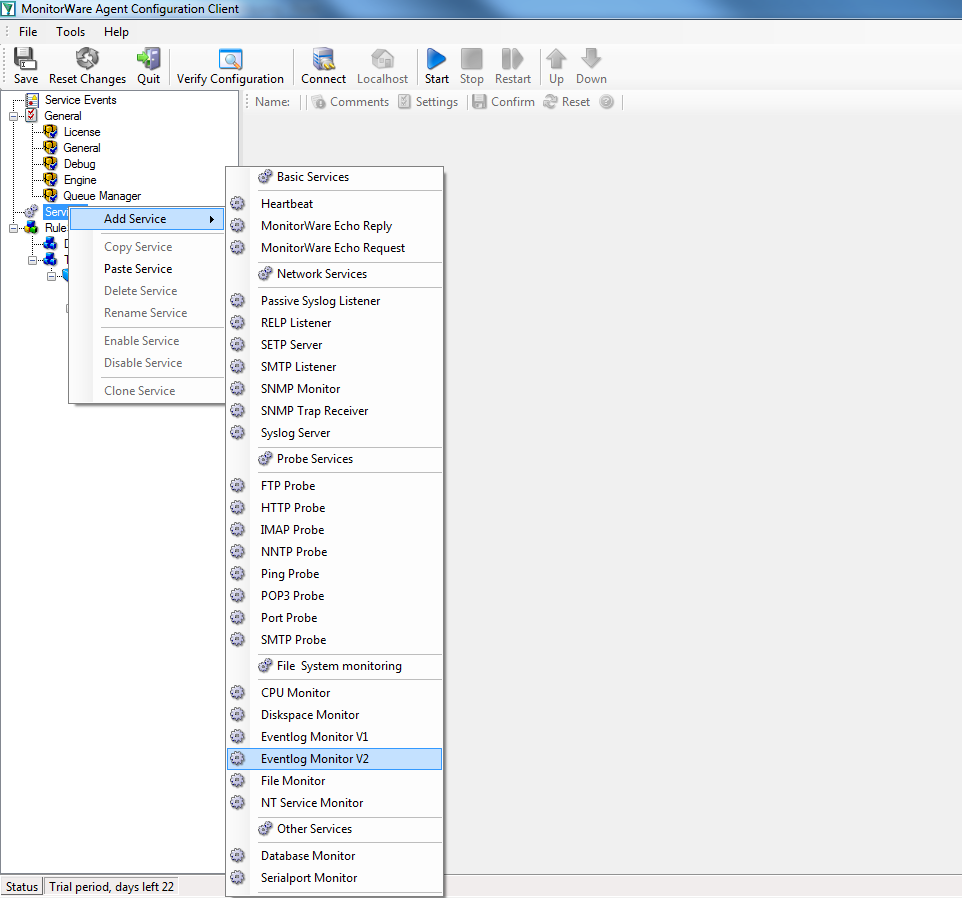 MonitorWare Agent Configuration Client
File Tools Help
Save Reset Changes Quit Verify Configuration Connect Localhost Start Stop Restart Up Down
Name: Comments Settings Confirm Reset
Service Events
General
License
General
Debug
Engine
Queue Manager
Servi
Rule
Add Service
Copy Service
Paste Service
Delete Service
Rename Service
Enable Service
Disable Service
Clone Service
Basic Services
Heartbeat
MonitorWare Echo Reply
MonitorWare Echo Request
Network Services
Passive Syslog Listener
RELP Listener
SETP Server
SMTP Listener
SNMP Monitor
SNMP Trap Receiver
Syslog Server
Probe Services
FTP Probe
HTTP Probe
IMAP Probe
NNTP Probe
Ping Probe
POP3 Probe
Port Probe
SMTP Probe
File System monitoring
CPU Monitor
Diskspace Monitor
Eventlog Monitor V1
Eventlog Monitor V2
File Monitor
NT Service Monitor
Other Services
Database Monitor
Serialport Monitor
Status Trial period, days left 22